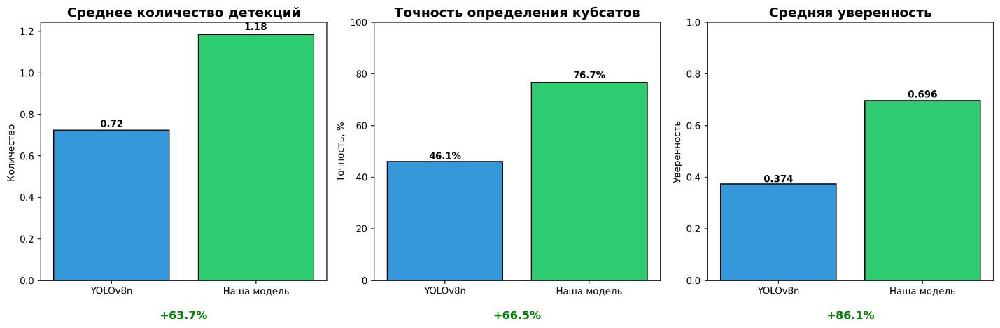 Среднее количество детекций
1.2
1.0
0.8
0.6
0.4
0.2
0.0
Количество
0.72
1.18
YOLOv8n
Наша модель
+63.7%
Точность определения кубсатов
100
80
60
40
20
0
Точность, %
46.1%
76.7%
YOLOv8n
Наша модель
+66.5%
Средняя уверенность
1.0
0.8
0.6
0.4
0.2
0.0
Уверенность
0.374
0.696
YOLOv8n
Наша модель
+86.1%